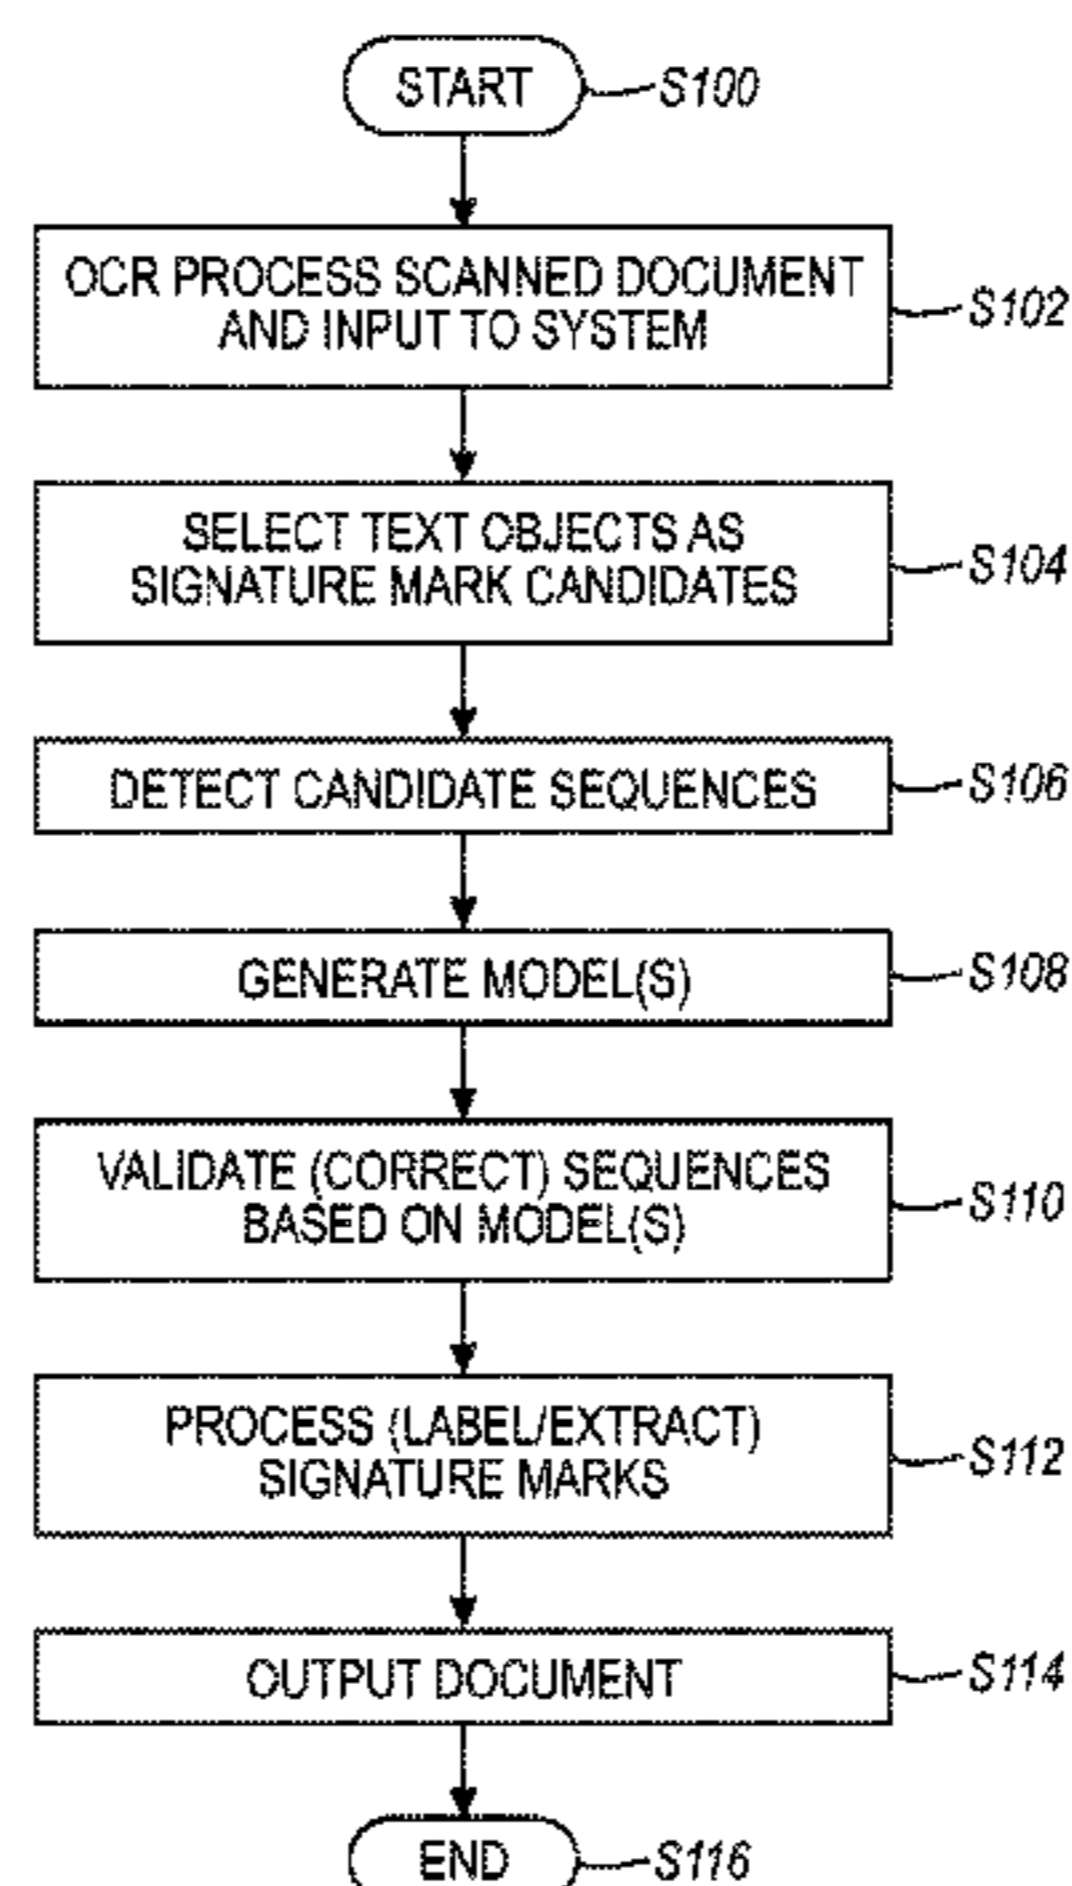 START
S100
OCR PROCESS SCANNED DOCUMENT
AND INPUT TO SYSTEM
S102
SELECT TEXT OBJECTS AS
SIGNATURE MARK CANDIDATES
S104
DETECT CANDIDATE SEQUENCES
S106
GENERATE MODEL(S)
S108
VALIDATE (CORRECT) SEQUENCES
BASED ON MODEL(S)
S110
PROCESS (LABEL/EXTRACT)
SIGNATURE MARKS
S112
OUTPUT DOCUMENT
S114
END
S116